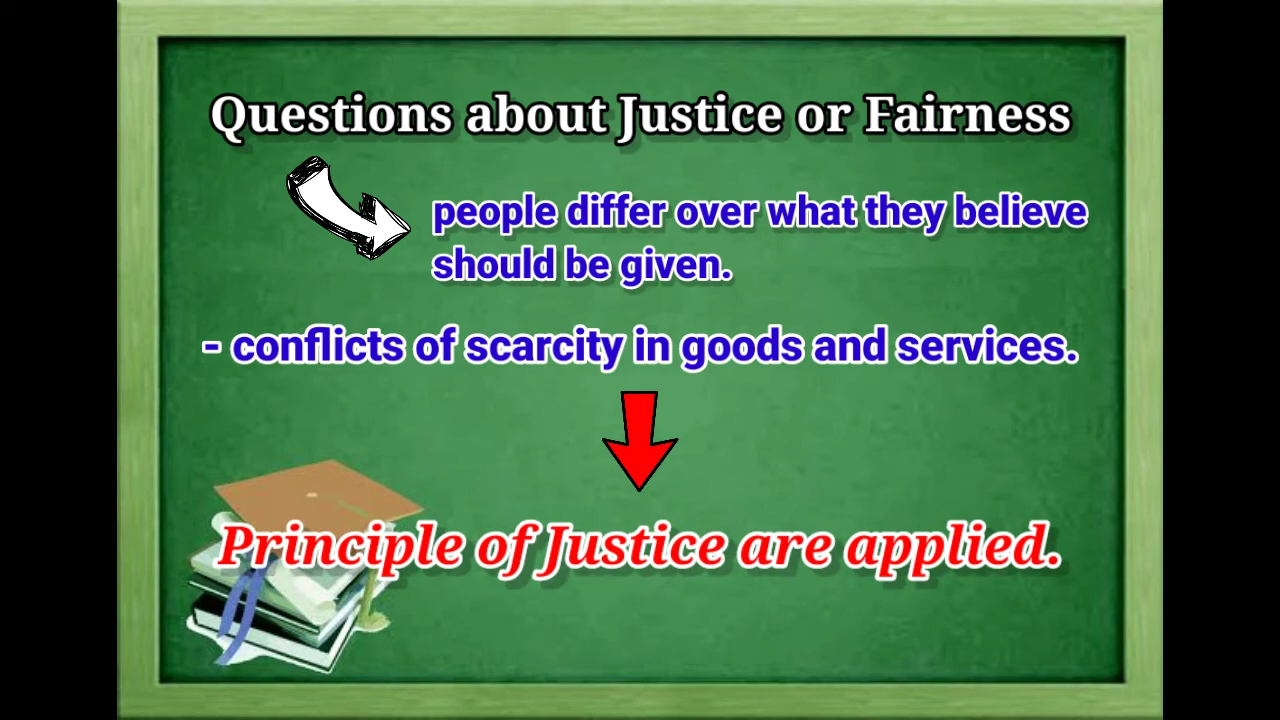 Questions about Justice or Fairness
people differ over what they believe
should be given.
- conflicts of scarcity in goods and services.
Principle of Justice are applied.